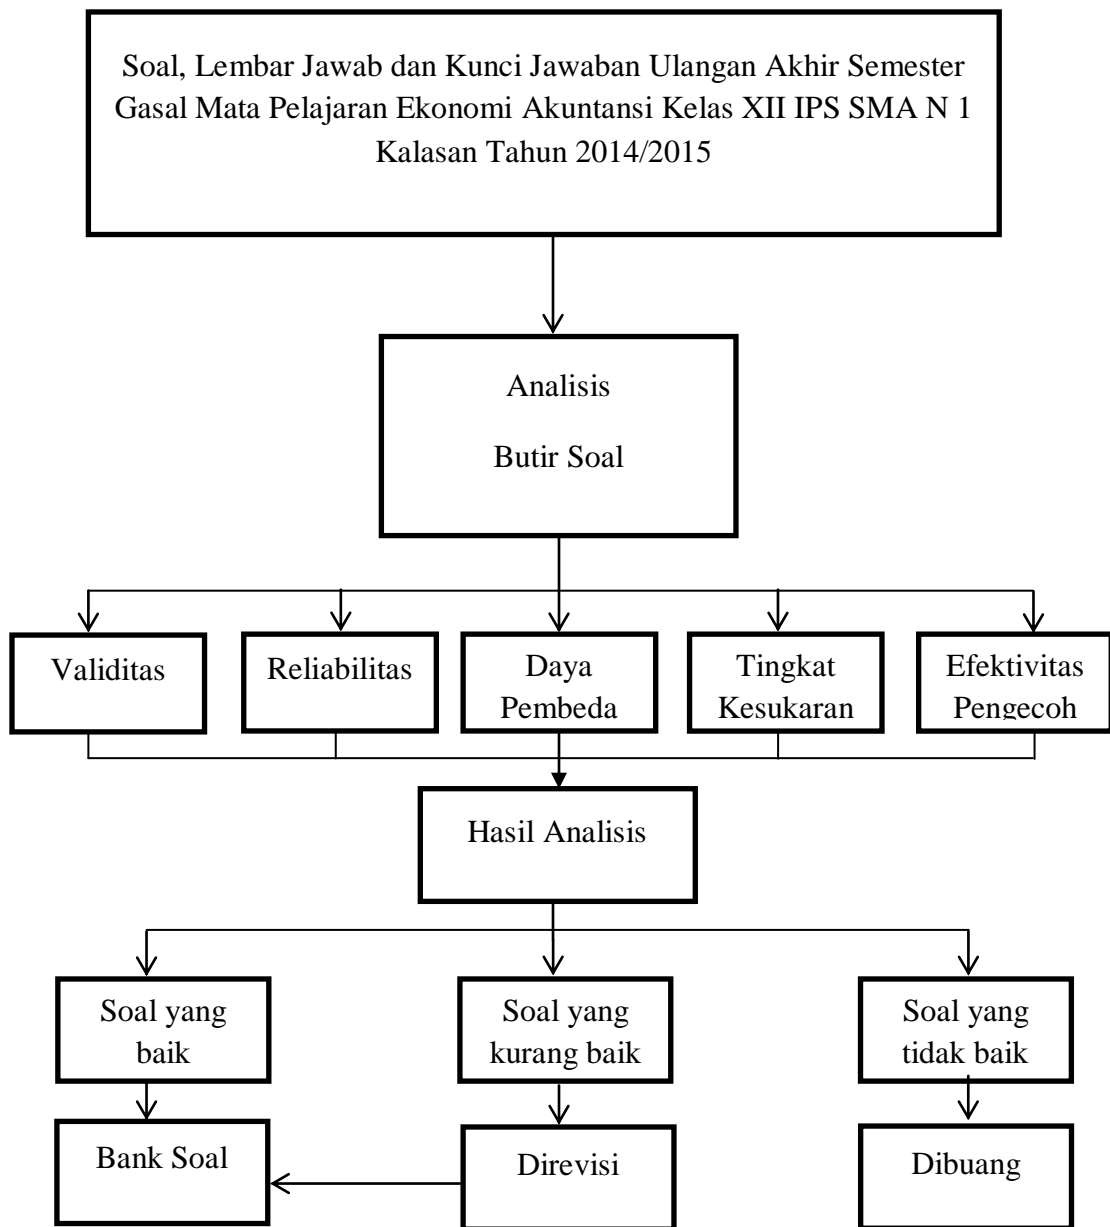 Soal, Lembar Jawab dan Kunci Jawaban Ulangan Akhir Semester
Gasal Mata Pelajaran Ekonomi Akuntansi Kelas XII IPS SMA N 1
Kalasan Tahun 2014/2015
Analisis
Butir Soal
Validitas
Reliabilitas
Daya
Pembeda
Tingkat
Kesukaran
Efektivitas
Pengecoh
Hasil Analisis
Soal yang
baik
Soal yang
kurang baik
Soal yang
tidak baik
Bank Soal
Direvisi
Dibuang